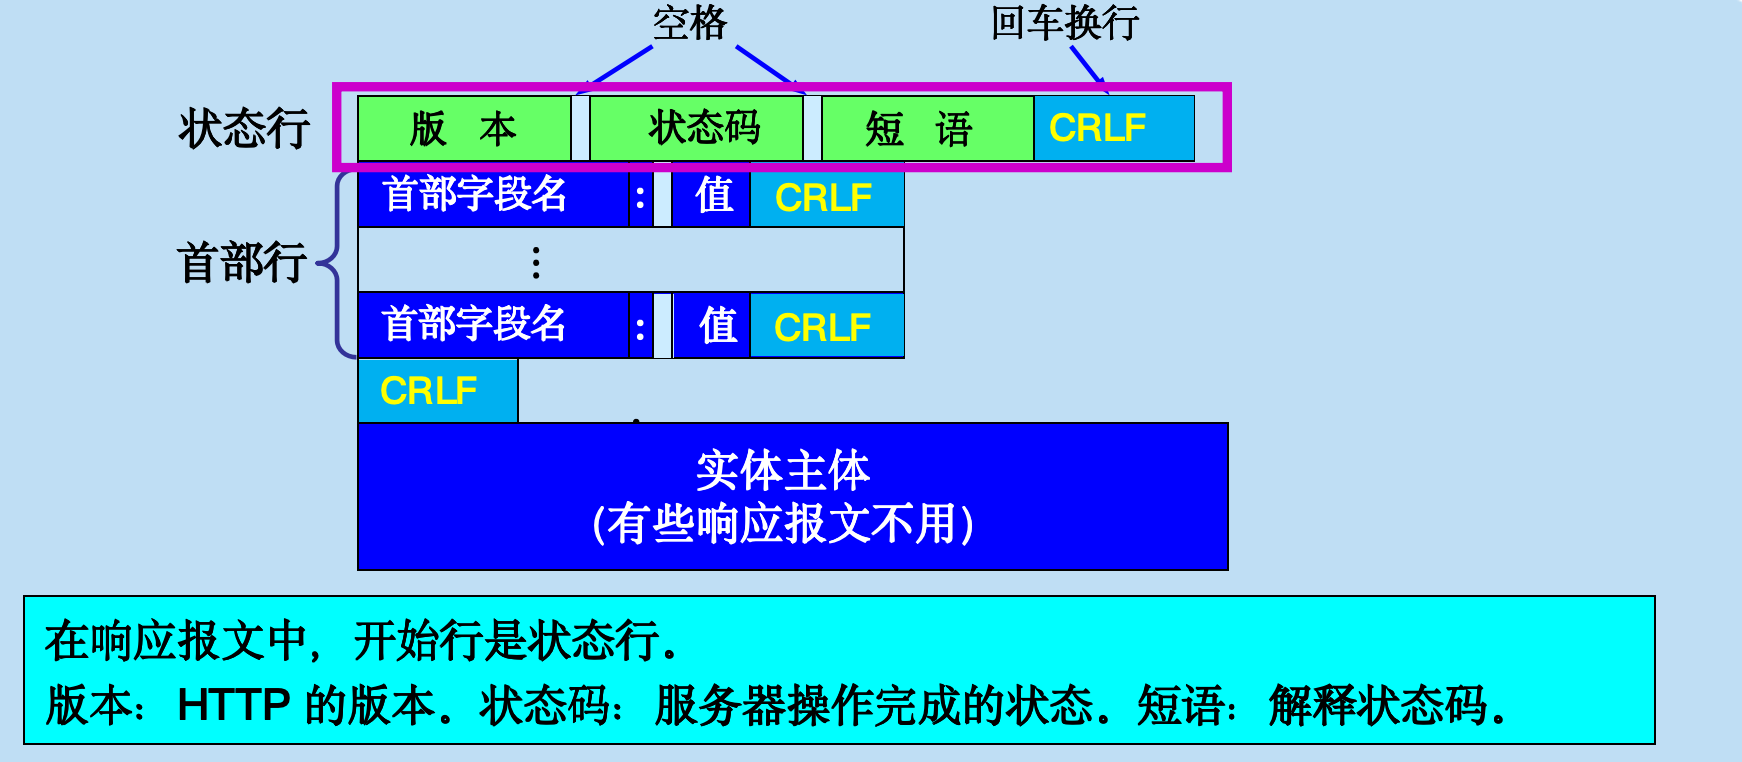 空格 回车换行
状态行 版 本 状态码 短 语 CRLF
首部字段名 : 值 CRLF
首部行 ⋮
首部字段名 : 值 CRLF
CRLF
实体主体
(有些响应报文不用)
在响应报文中，开始行是状态行。
版本：HTTP 的版本。状态码：服务器操作完成的状态。短语：解释状态码。